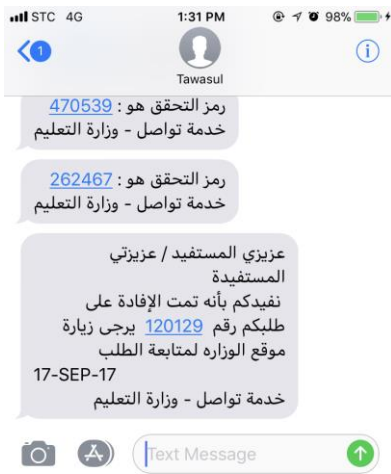 STC 4G 1:31 PM 98%
1
Tawasul
رمز التحقق هو : 470539
خدمة تواصل - وزارة التعليم
رمز التحقق هو : 262467
خدمة تواصل - وزارة التعليم
عزيزي المستفيد / عزيزتي
المستفيدة
نفيدكم بأنه تمت الإفادة على
طلبكم رقم 120129 يرجى زيارة
موقع الوزاره لمتابعة الطلب
17-SEP-17
خدمة تواصل - وزارة التعليم
Text Message